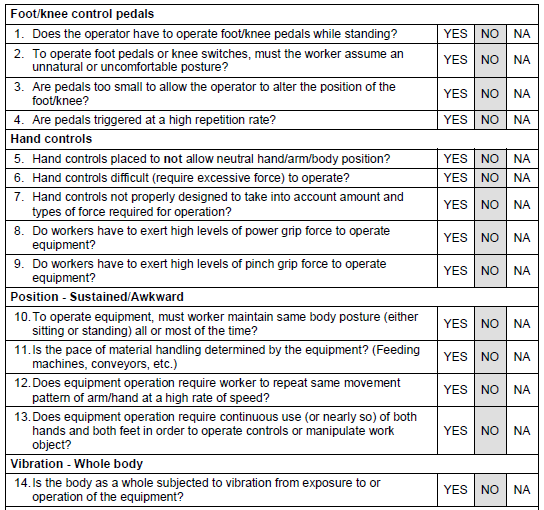 Foot/knee control pedals
1. Does the operator have to operate foot/knee pedals while standing? YES NO NA
2. To operate foot pedals or knee switches, must the worker assume an
unnatural or uncomfortable posture? YES NO NA
3. Are pedals too small to allow the operator to alter the position of the
foot/knee? YES NO NA
4. Are pedals triggered at a high repetition rate? YES NO NA
Hand controls
5. Hand controls placed to not allow neutral hand/arm/body position? YES NO NA
6. Hand controls difficult (require excessive force) to operate? YES NO NA
7. Hand controls not properly designed to take into account amount and
types of force required for operation? YES NO NA
8. Do workers have to exert high levels of power grip force to operate
equipment? YES NO NA
9. Do workers have to exert high levels of pinch grip force to operate
equipment? YES NO NA
Position - Sustained/Awkward
10. To operate equipment, must worker maintain same body posture (either
sitting or standing) all or most of the time? YES NO NA
11. Is the pace of material handling determined by the equipment? (Feeding
machines, conveyors, etc.) YES NO NA
12. Does equipment operation require worker to repeat same movement
pattern of arm/hand at a high rate of speed? YES NO NA
13. Does equipment operation require continuous use (or nearly so) of both
hands and both feet in order to operate controls or manipulate work
object? YES NO NA
Vibration - Whole body
14. Is the body as a whole subjected to vibration from exposure to or
operation of the equipment? YES NO NA